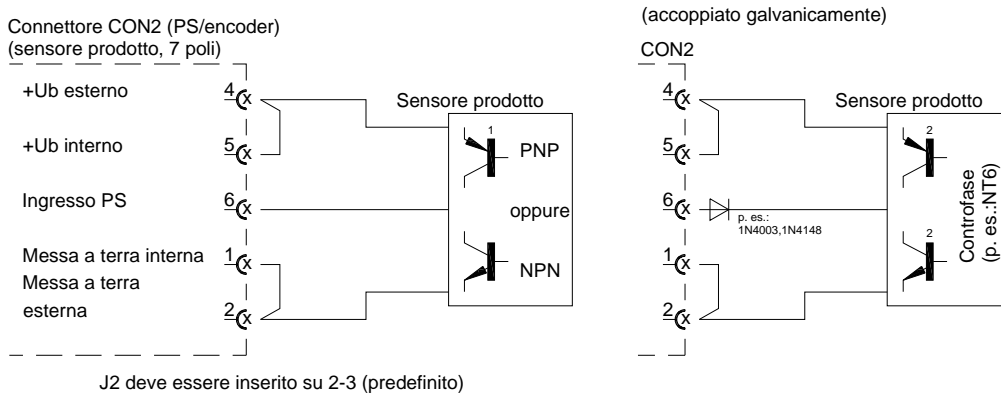 Connettore CON2 (PS/encoder)
(sensore prodotto, 7 poli)
+Ub esterno
4
X
+Ub interno
5
X
Ingresso PS
6
X
Messa a terra interna
1
X
Messa a terra
esterna
2
X
Sensore prodotto
1
PNP
oppure
NPN
J2 deve essere inserito su 2-3 (predefinito)
(accoppiato galvanicamente)
CON2
4
X
5
X
6
X
p. es.:
1N4003,1N4148
1
X
2
X
Sensore prodotto
2
2
Controfase
(p. es.:NT6)